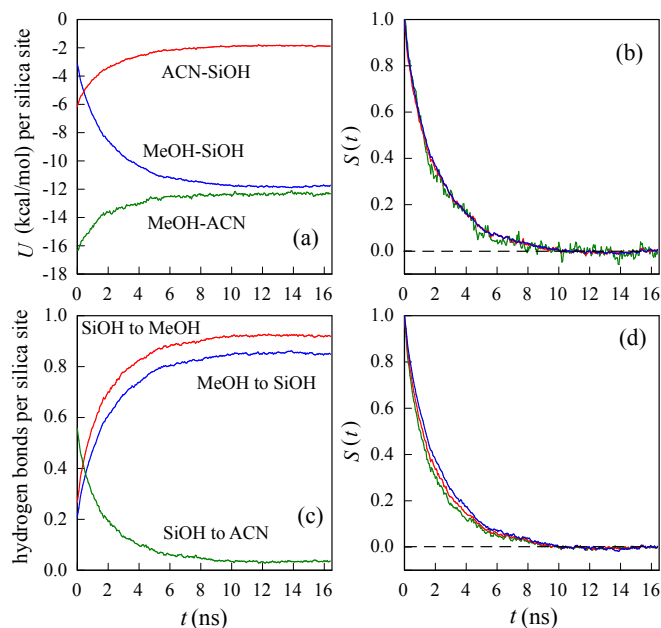 U (kcal/mol) per silica site
0
-2
-4
-6
-8
-10
-12
-14
-16
-18
ACN-SiOH
MeOH-SiOH
MeOH-ACN
(a)
0 2 4 6 8 10 12 14 16
S(t)
1.0
0.8
0.6
0.4
0.2
0.0
(b)
0 2 4 6 8 10 12 14 16
hydrogen bonds per silica site
1.0
0.8
0.6
0.4
0.2
0.0
SiOH to MeOH
MeOH to SiOH
SiOH to ACN
(c)
0 2 4 6 8 10 12 14 16
t (ns)
S(t)
1.0
0.8
0.6
0.4
0.2
0.0
(d)
0 2 4 6 8 10 12 14 16
t (ns)